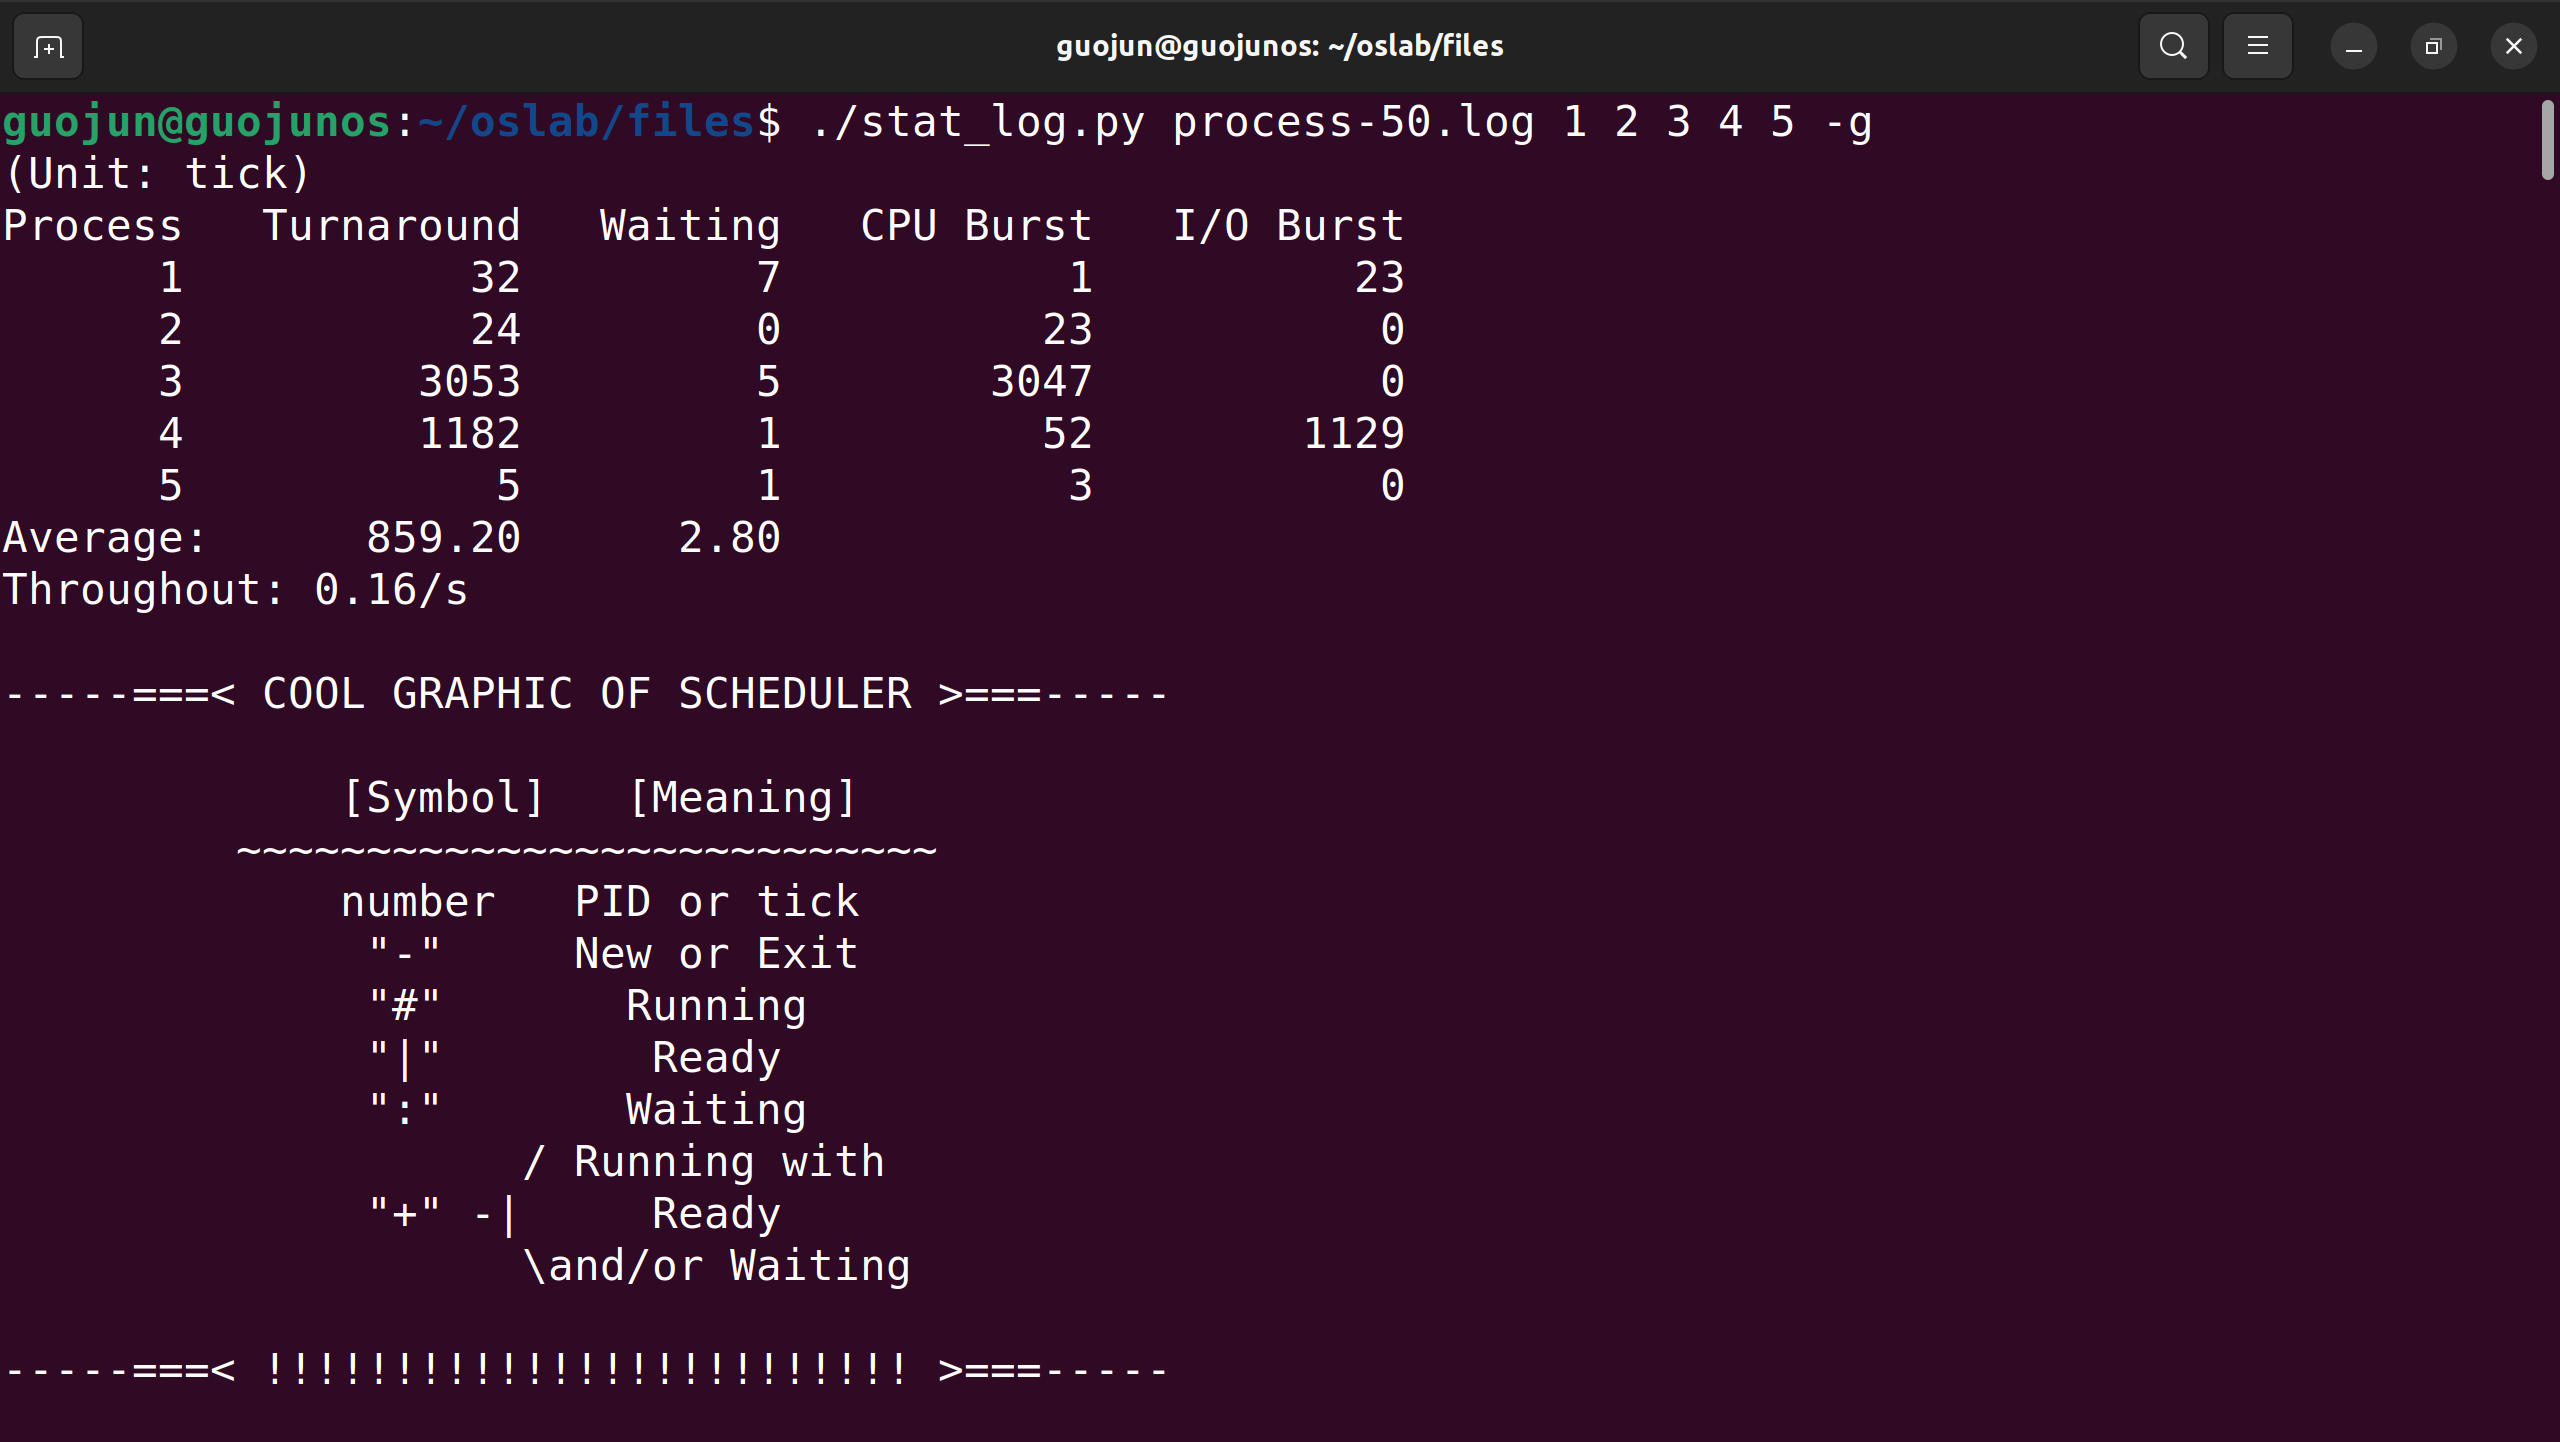 guojun@guojunos: ~/oslab/files
guojun@guojunos:~/oslab/files$ ./stat_log.py process-50.log 1 2 3 4 5 -g
(Unit: tick)
Process   Turnaround   Waiting   CPU Burst   I/O Burst
      1           32         7           1          23
      2           24         0          23           0
      3         3053         5        3047           0
      4         1182         1          52        1129
      5            5         1           3           0
Average:      859.20      2.80
Throughout: 0.16/s
-----===< COOL GRAPHIC OF SCHEDULER >===-----
             [Symbol]   [Meaning]
         ~~~~~~~~~~~~~~~~~~~~~~~~~~~
             number   PID or tick
              "-"     New or Exit
              "#"       Running
              "|"        Ready
              ":"       Waiting
                    / Running with
              "+" -|     Ready
                    \and/or Waiting
-----===< !!!!!!!!!!!!!!!!!!!!!!!!! >===-----